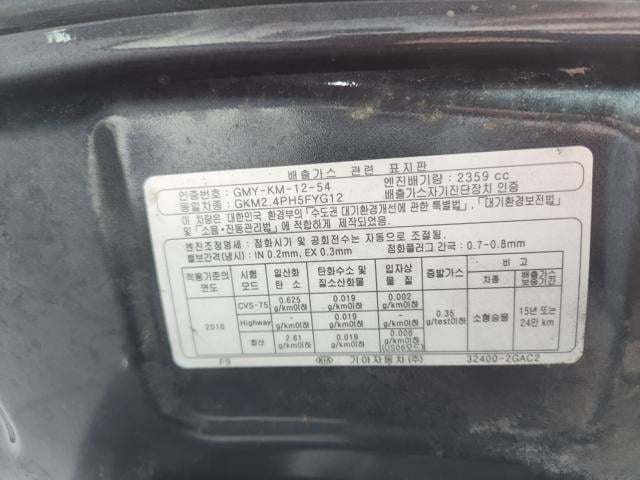 배출가스 관련 표지판
인증번호: GMY-KM-12-54 엔진배기량: 2359 cc
동일차종: GKM2.4PH5FYG12 배출가스자기진단장치 인증
이 차량은 대한민국 환경부의 「수도권 대기환경개선에 관한 특별법」, 「대기환경보전법」
및 「소음·진동관리법」에 적합하게 제작되었음.
엔진조정명세 : 점화시기 및 공회전수는 자동으로 조절됨.
밸브간격(냉시) : IN 0.2mm, EX 0.3mm 점화플러그 간극 : 0.7-0.8mm
적용기준의 연도 시험 모드 일산화 탄소 탄화수소 및 질소산화물 입자상 물질 증발가스 비고
차종 배출가스 보증기간
2016 CVS-75 0.625 g/km이하 0.019 g/km이하 0.002 g/km이하 0.35 g/test이하 소형승용 15년 또는 24만 km
Highway - g/km이하 0.019 g/km이하 - g/km이하
합산 2.61 g/km이하 0.019 g/km이하 0.006 g/km이하 (US06모드)
F9 KIA 기아자동차(주) 32400-2GAC2